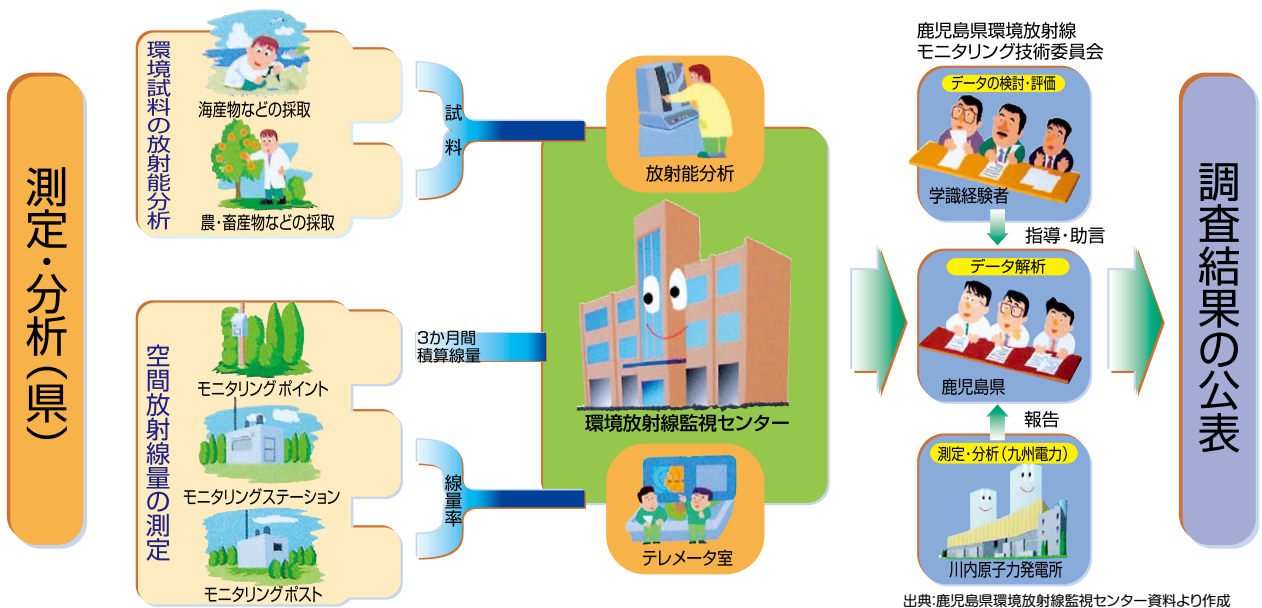 測定・分析（県）
環境試料の放射能分析
海産物などの採取
農・畜産物などの採取
空間放射線量の測定
モニタリングポイント
モニタリングステーション
モニタリングポスト
試料
3か月間
積算線量
線量率
放射能分析
環境放射線監視センター
テレメータ室
鹿児島県環境放射線
モニタリング技術委員会
データの検討・評価
学識経験者
指導・助言
データ解析
鹿児島県
報告
測定・分析（九州電力）
川内原子力発電所
調査結果の公表
出典:鹿児島県環境放射線監視センター資料より作成